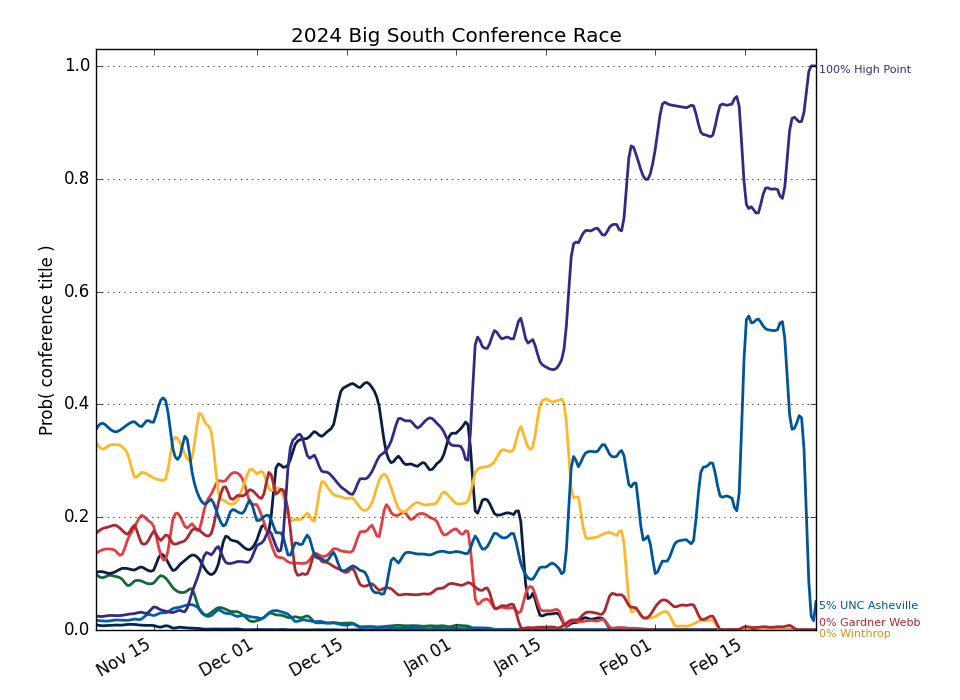 2024 Big South Conference Race
Prob( conference title )
1.0
0.8
0.6
0.4
0.2
0.0
Nov 15
Dec 01
Dec 15
Jan 01
Jan 15
Feb 01
Feb 15
100% High Point
5% UNC Asheville
0% Gardner Webb
0% Winthrop